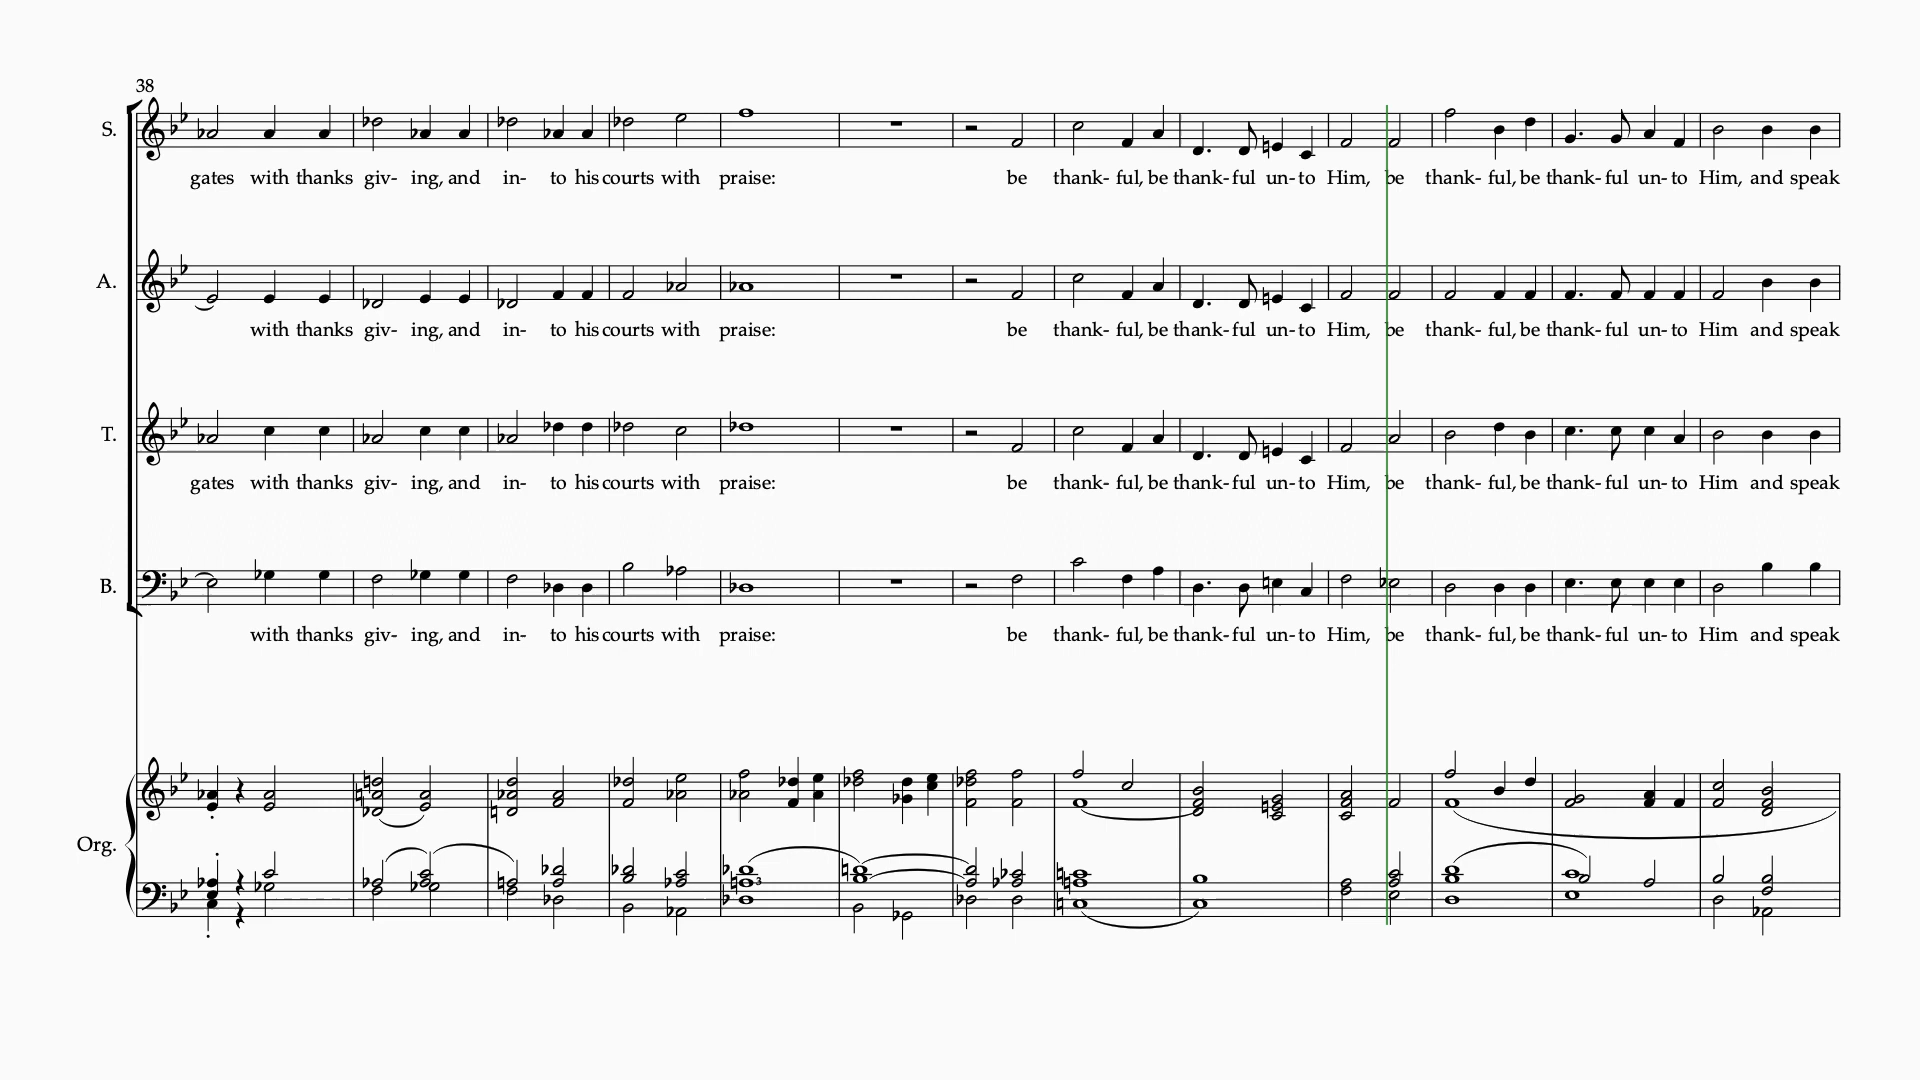 38
S.
gates with thanks giv- ing, and in- to his courts with praise: be thank- ful, be thank- ful un- to Him, be thank- ful, be thank- ful un- to Him, and speak
A.
with thanks giv- ing, and in- to his courts with praise: be thank- ful, be thank- ful un- to Him, be thank- ful, be thank- ful un- to Him and speak
T.
gates with thanks giv- ing, and in- to his courts with praise: be thank- ful, be thank- ful un- to Him, be thank- ful, be thank- ful un- to Him and speak
B.
with thanks giv- ing, and in- to his courts with praise: be thank- ful, be thank- ful un- to Him, be thank- ful, be thank- ful un- to Him and speak
Org.
3